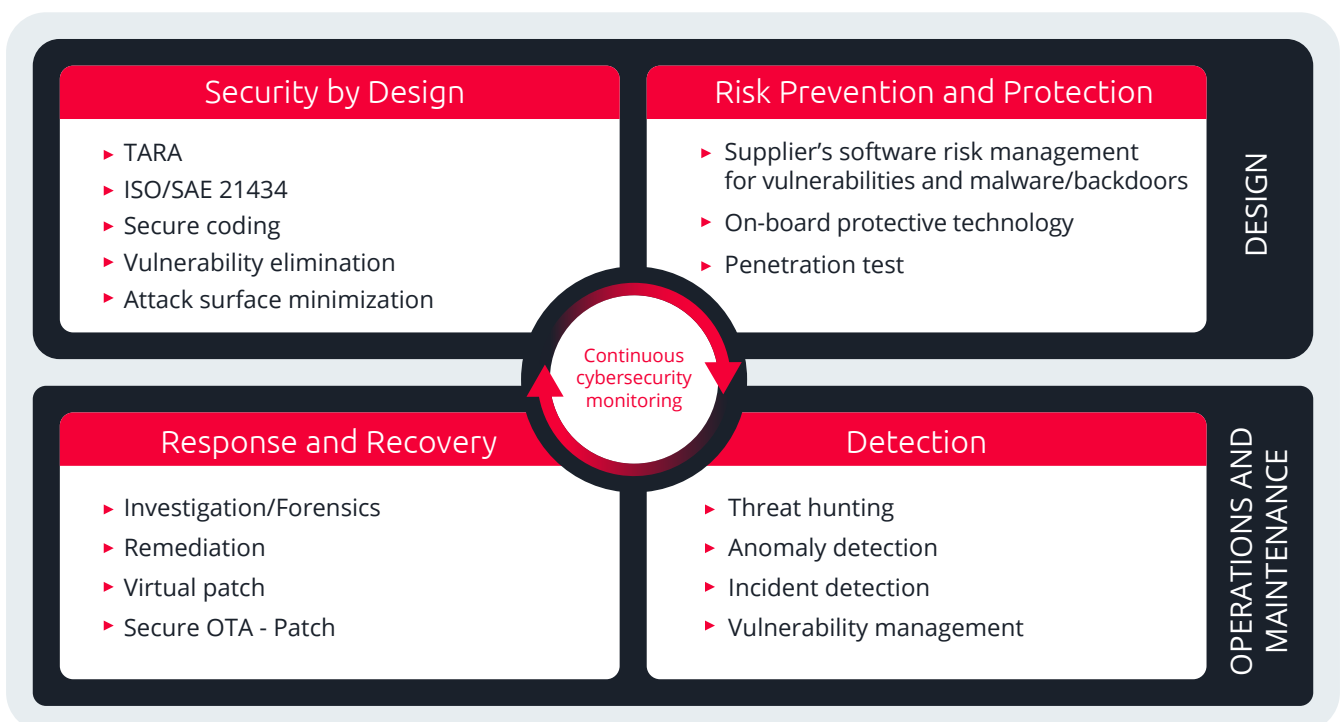 Security by Design
TARA
ISO/SAE 21434
Secure coding
Vulnerability elimination
Attack surface minimization
Risk Prevention and Protection
Supplier’s software risk management
for vulnerabilities and malware/backdoors
On-board protective technology
Penetration test
DESIGN
Continuous
cybersecurity
monitoring
Response and Recovery
Investigation/Forensics
Remediation
Virtual patch
Secure OTA - Patch
Detection
Threat hunting
Anomaly detection
Incident detection
Vulnerability management
OPERATIONS AND
MAINTENANCE